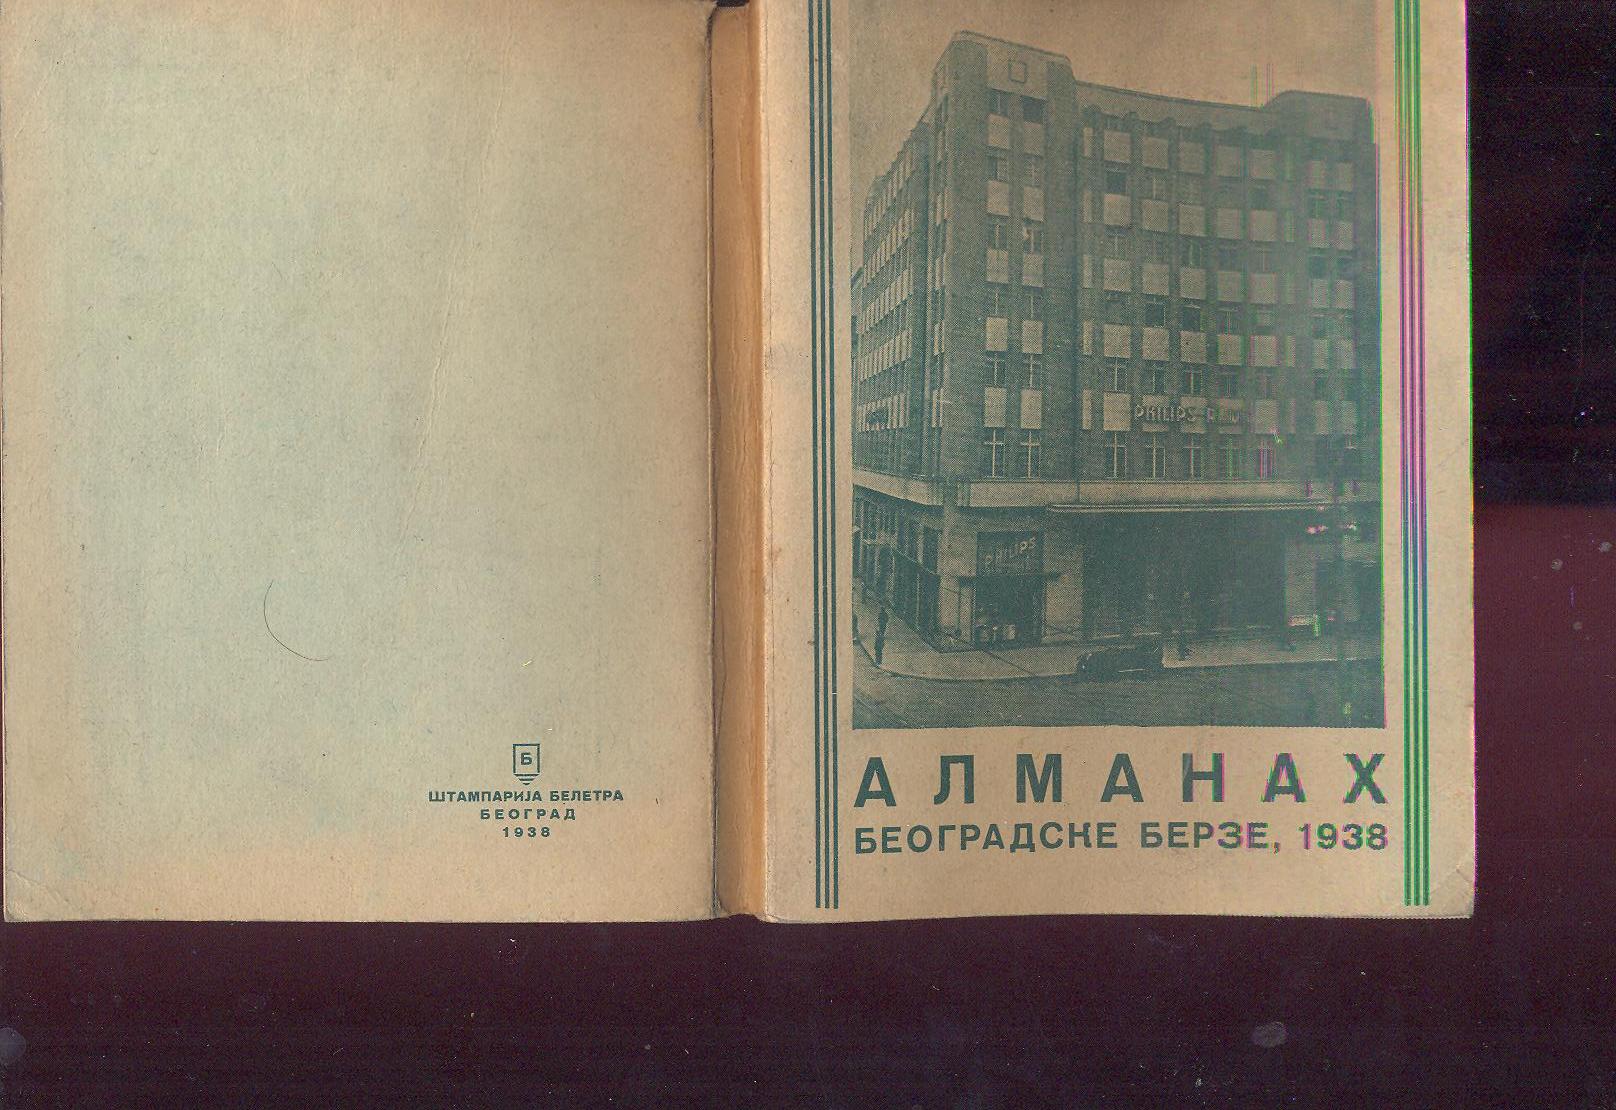 Б
ШТАМПАРИЈА БЕЛЕТРА
БЕОГРАД
1938
PHILIPS
PHILIPS
АЛМАНАХ
БЕОГРАДСКЕ БЕРЗЕ, 1938